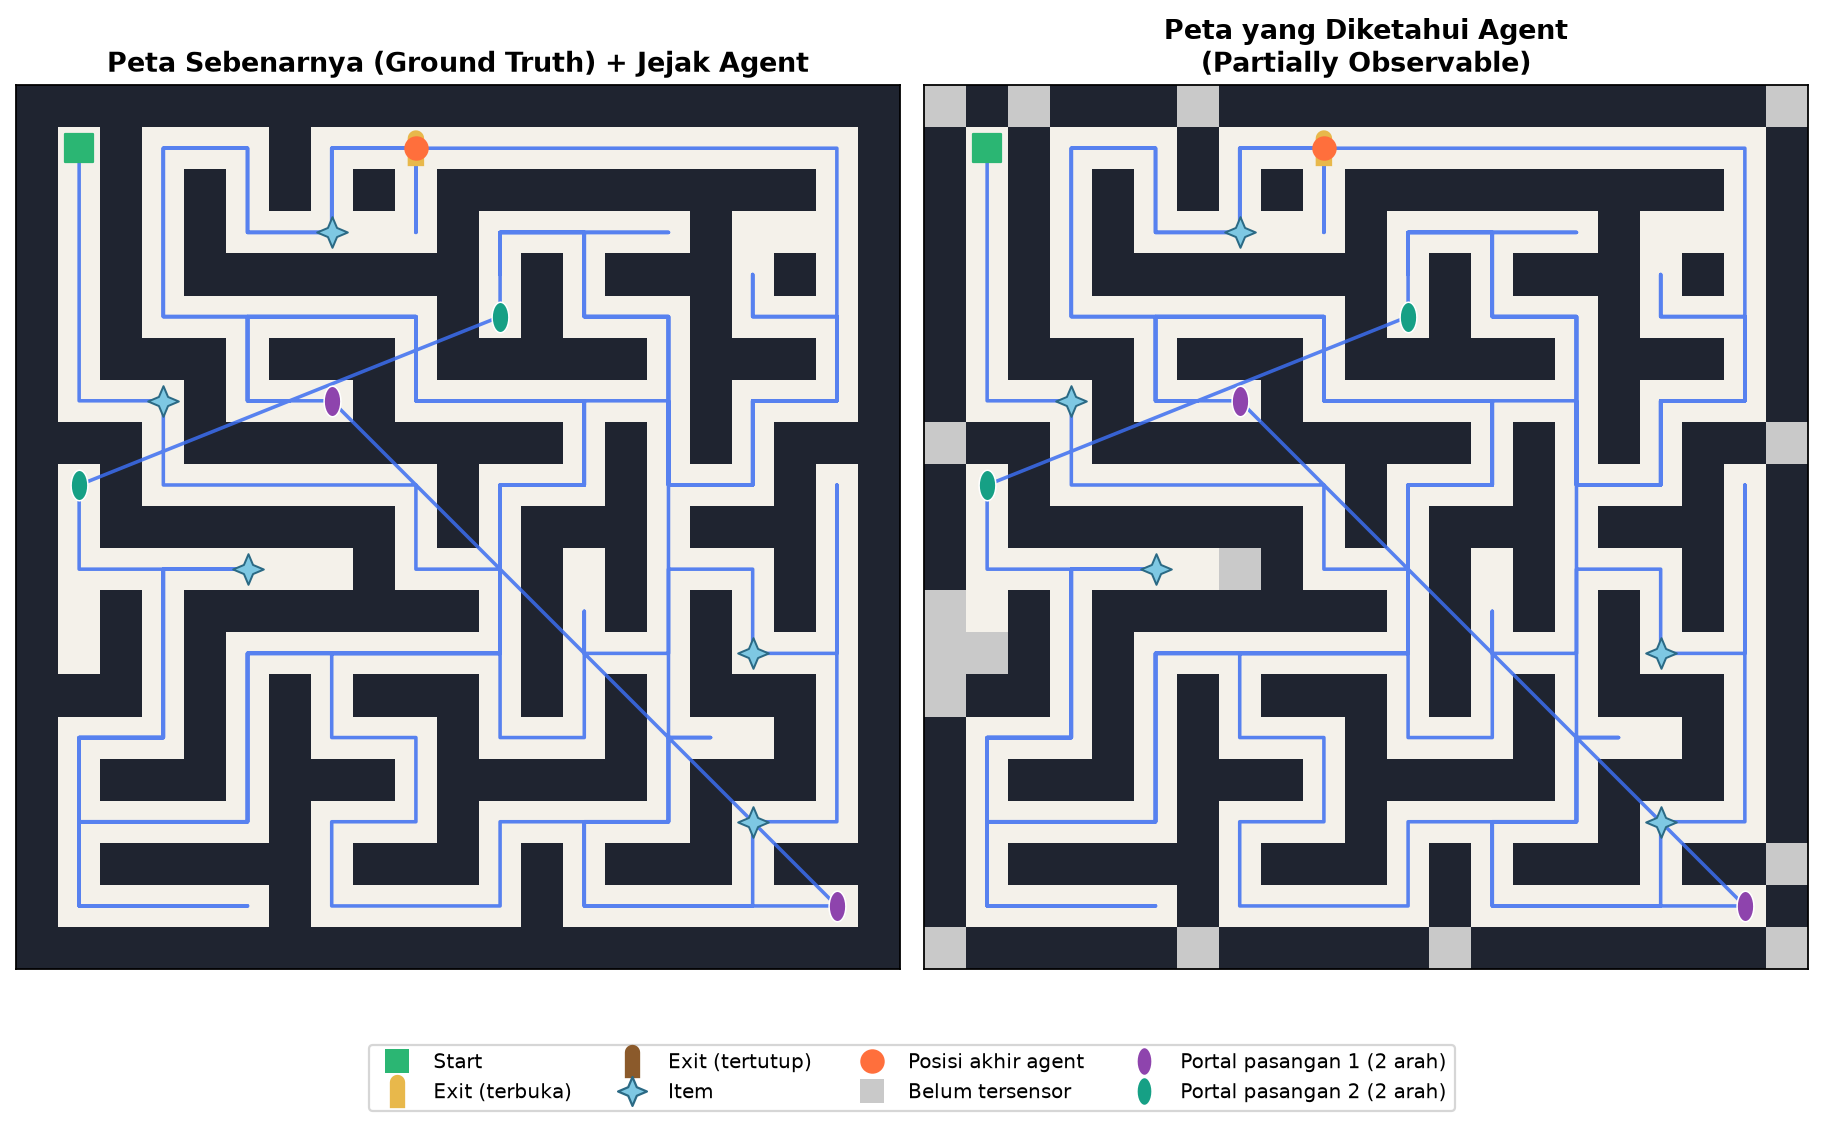 Peta Sebenarnya (Ground Truth) + Jejak Agent
Peta yang Diketahui Agent
(Partially Observable)
Start
Exit (terbuka)
Exit (tertutup)
Item
Posisi akhir agent
Belum tersensor
Portal pasangan 1 (2 arah)
Portal pasangan 2 (2 arah)